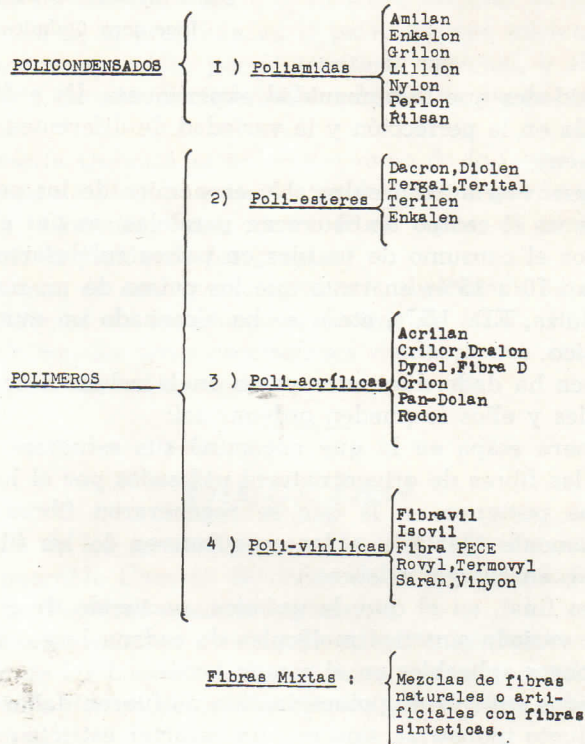 POLICONDENSADOS
I ) Poliamidas
Amilan
Enkalon
Grilon
Lillion
Nylon
Perlon
Rilsan
POLIMEROS
2) Poli-esteres
Dacron,Diolen
Tergal,Terital
Terilen
Enkalen
3 ) Poli-acrílicas
Acrilan
Crilor,Dralon
Dynel,Fibra D
Orlon
Pan-Dolan
Redon
) Poli-vinílicas
Fibravil
Isovil
Fibra PECE
Rovyl,Termovyl
Saran,Vinyon
Fibras Mixtas :
Mezclas de fibras
naturales o arti-
ficiales con fibras
sintéticas.